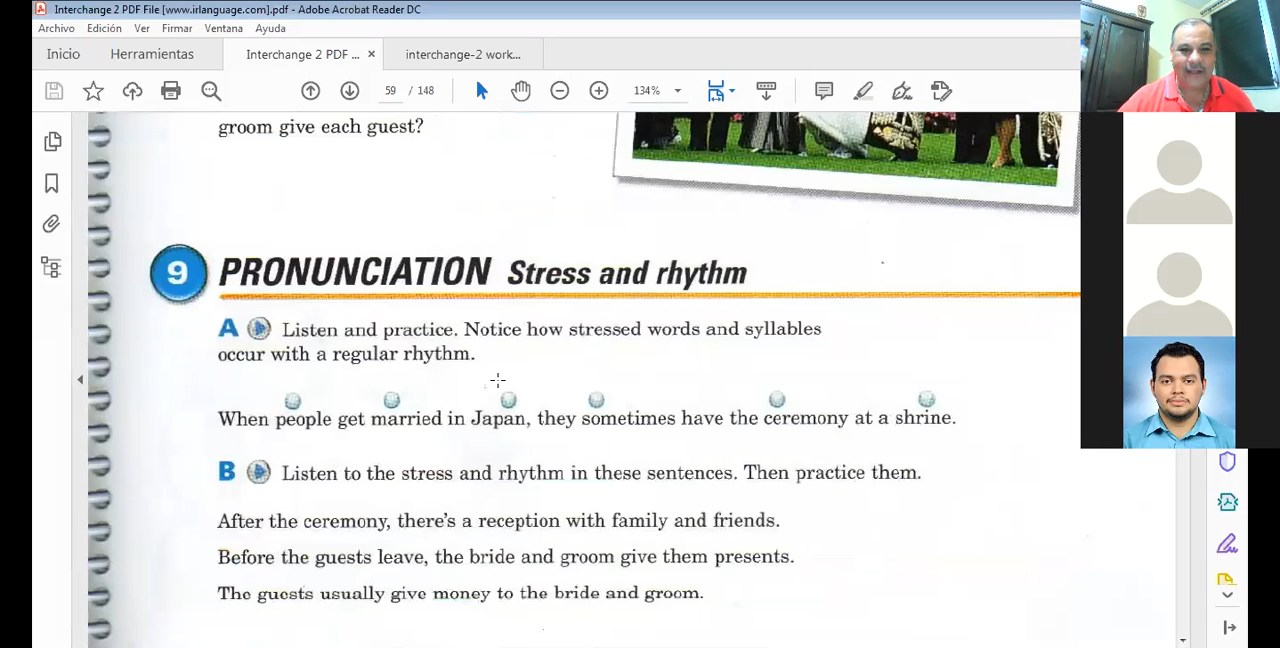 Interchange 2 PDF File [www.irlanguage.com].pdf - Adobe Acrobat Reader DC
Archivo Edición Ver Firmar Ventana Ayuda
Inicio Herramientas Interchange 2 PDF ... × interchange-2 work...
59 / 148 134%
groom give each guest?
9 PRONUNCIATION Stress and rhythm
A Listen and practice. Notice how stressed words and syllables
occur with a regular rhythm.
When people get married in Japan, they sometimes have the ceremony at a shrine.
B Listen to the stress and rhythm in these sentences. Then practice them.
After the ceremony, there's a reception with family and friends.
Before the guests leave, the bride and groom give them presents.
The guests usually give money to the bride and groom.